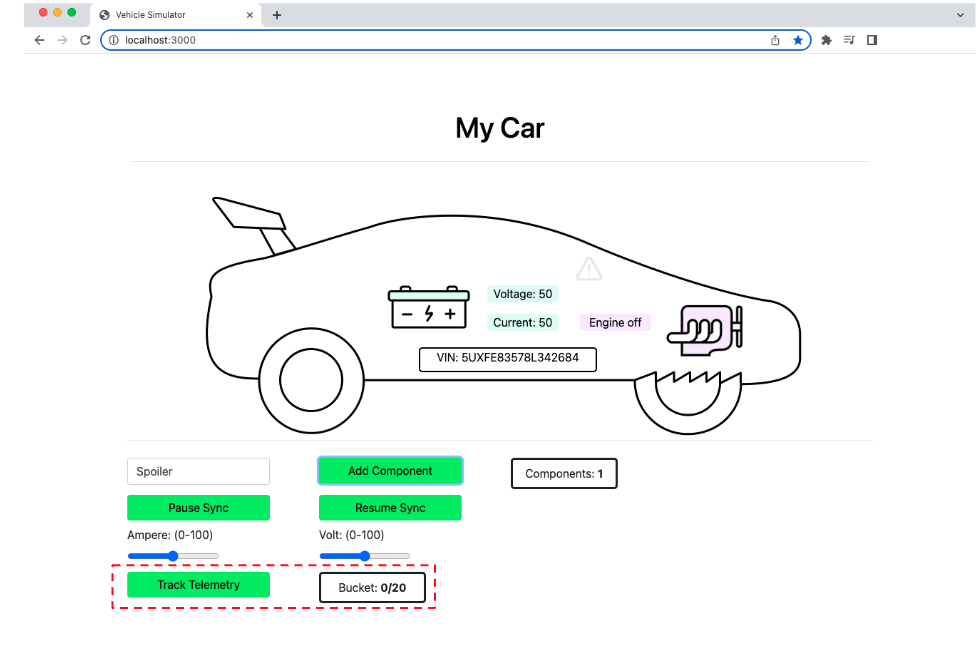 Vehicle Simulator
localhost:3000
My Car
Voltage: 50
Current: 50
Engine off
VIN: 5UXFE83578L342684
Spoiler
Add Component
Components: 1
Pause Sync
Resume Sync
Ampere: (0-100)
Volt: (0-100)
Track Telemetry
Bucket: 0/20